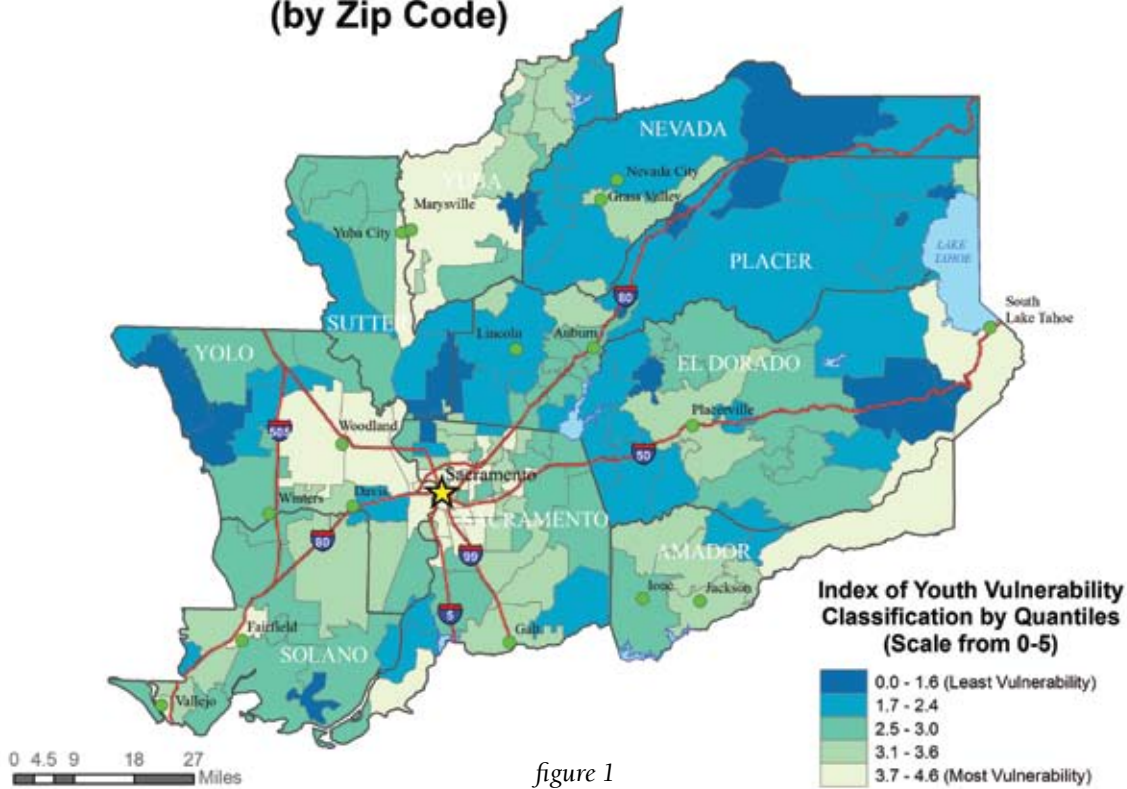 (by Zip Code)
NEVADA
Nevada City
Grass Valley
YUBA
Marysville
Yuba City
LAKE
TAHOE
PLACER
80
South
Lake Tahoe
SUTTER
Lincoln
Auburn
YOLO
EL DORADO
Placerville
505
Woodland
50
Sacramento
Winters
Davis
SACRAMENTO
80
99
AMADOR
Ione
Jackson
5
Galt
Fairfield
SOLANO
Vallejo
Index of Youth Vulnerability
Classification by Quantiles
(Scale from 0-5)
0.0 - 1.6 (Least Vulnerability)
1.7 - 2.4
2.5 - 3.0
3.1 - 3.6
3.7 - 4.6 (Most Vulnerability)
0 4.5 9 18 27
Miles
figure 1